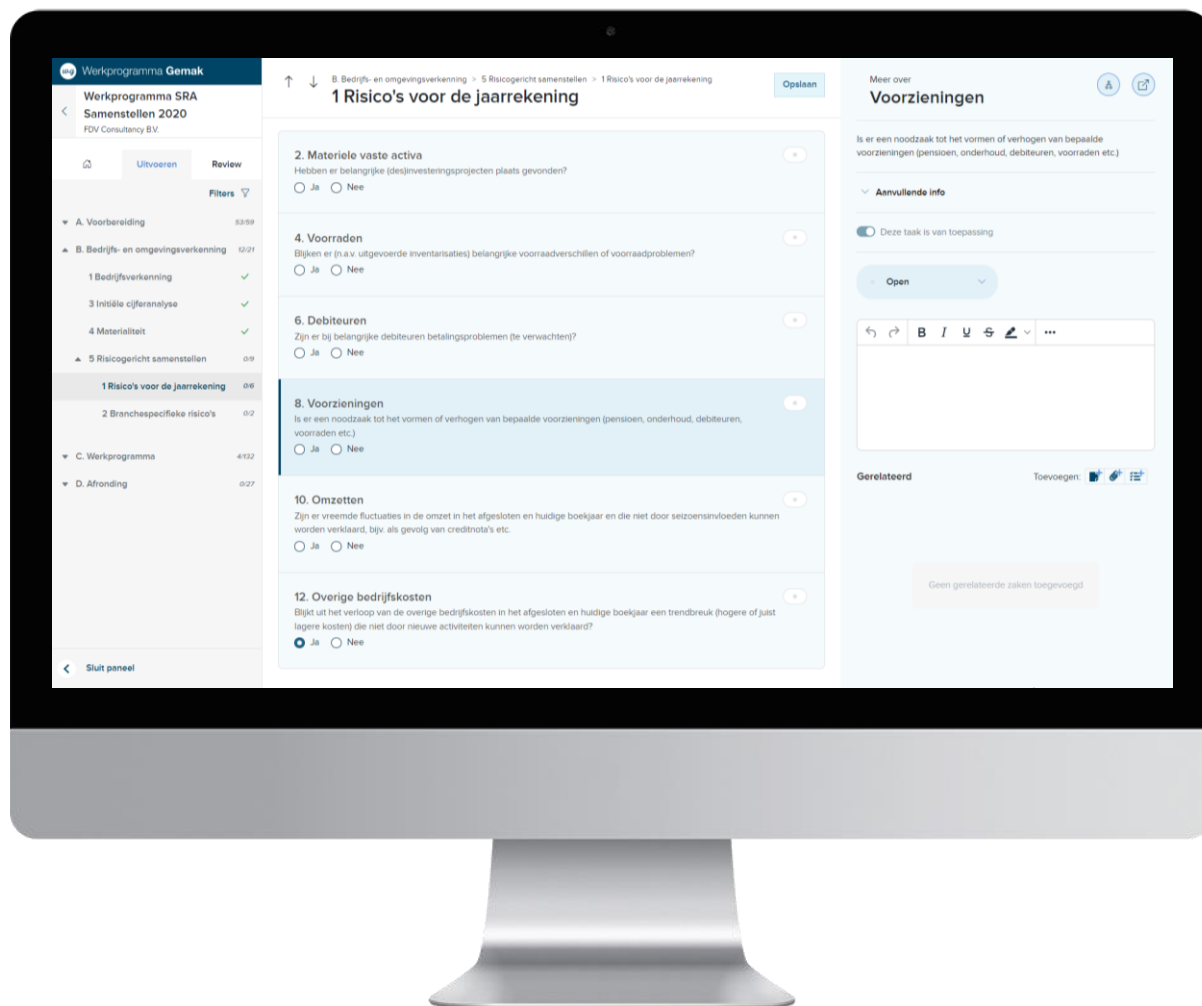 Werkprogramma Gemak
Werkprogramma SRA
Samenstellen 2020
FDV Consultancy B.V.
Uitvoeren Review
Filters
A. Voorbereiding 53/59
B. Bedrijfs- en omgevingsverkenning 12/21
1 Bedrijfsverkenning
3 Initiële cijferanalyse
4 Materialiteit
5 Risicogericht samenstellen 0/9
1 Risico's voor de jaarrekening 0/6
2 Branchespecifieke risico's 0/2
C. Werkprogramma 4/132
D. Afronding 0/27
Sluit paneel
B. Bedrijfs- en omgevingsverkenning > 5 Risicogericht samenstellen > 1 Risico's voor de jaarrekening
1 Risico's voor de jaarrekening
Opslaan
2. Materiele vaste activa
Hebben er belangrijke (des)investeringsprojecten plaats gevonden?
Ja Nee
4. Voorraden
Blijken er (n.a.v. uitgevoerde inventarisaties) belangrijke voorraadverschillen of voorraadproblemen?
Ja Nee
6. Debiteuren
Zijn er bij belangrijke debiteuren betalingsproblemen (te verwachten)?
Ja Nee
8. Voorzieningen
Is er een noodzaak tot het vormen of verhogen van bepaalde voorzieningen (pensioen, onderhoud, debiteuren,
voorraden etc.)
Ja Nee
10. Omzetten
Zijn er vreemde fluctuaties in de omzet in het afgesloten en huidige boekjaar en die niet door seizoensinvloeden kunnen
worden verklaard, bijv. als gevolg van creditnota's etc.
Ja Nee
12. Overige bedrijfskosten
Blijkt uit het verloop van de overige bedrijfskosten in het afgesloten en huidige boekjaar een trendbreuk (hogere of juist
lagere kosten) die niet door nieuwe activiteiten kunnen worden verklaard?
Ja Nee
Meer over
Voorzieningen
Is er een noodzaak tot het vormen of verhogen van bepaalde
voorzieningen (pensioen, onderhoud, debiteuren, voorraden etc.)
Aanvullende info
Deze taak is van toepassing
Open
B I U S
Gerelateerd Toevoegen:
Geen gerelateerde zaken toegevoegd